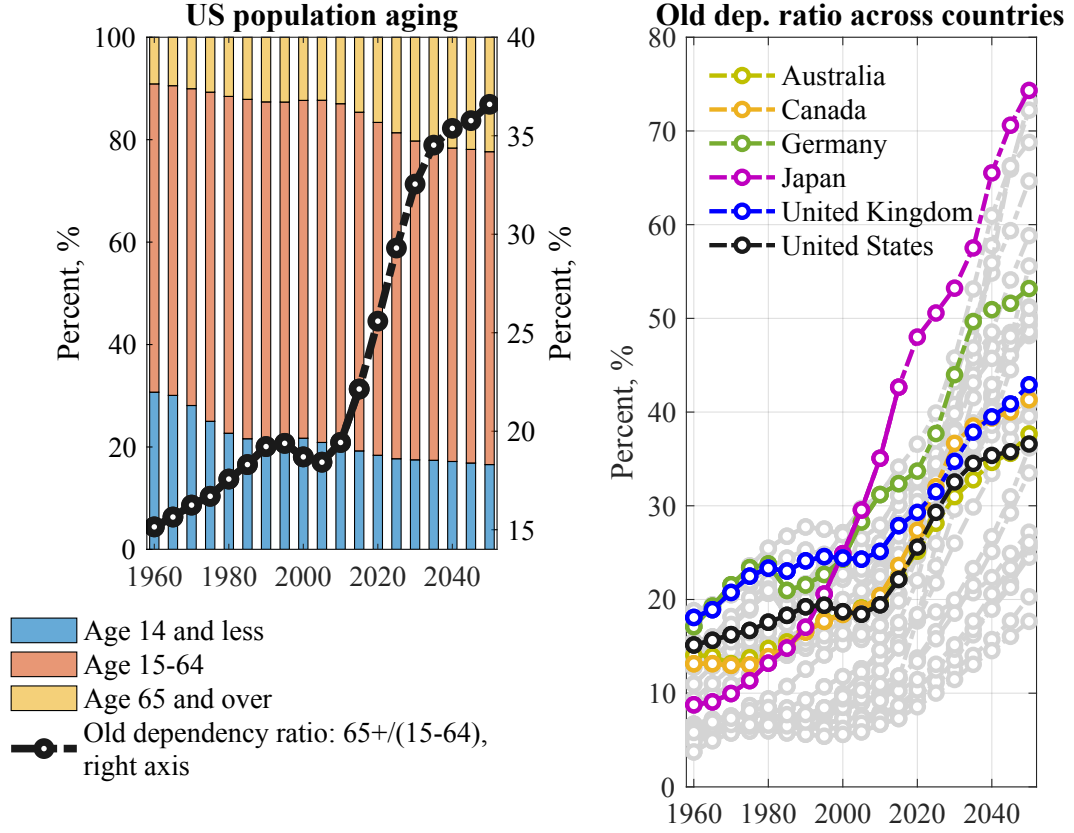 US population aging
100
80
60
40
20
0
Percent, %
40
35
30
25
20
15
Percent, %
1960 1980 2000 2020 2040
Age 14 and less
Age 15-64
Age 65 and over
Old dependency ratio: 65+/(15-64),
right axis
Old dep. ratio across countries
80
70
60
50
40
30
20
10
0
Percent, %
Australia
Canada
Germany
Japan
United Kingdom
United States
1960 1980 2000 2020 2040